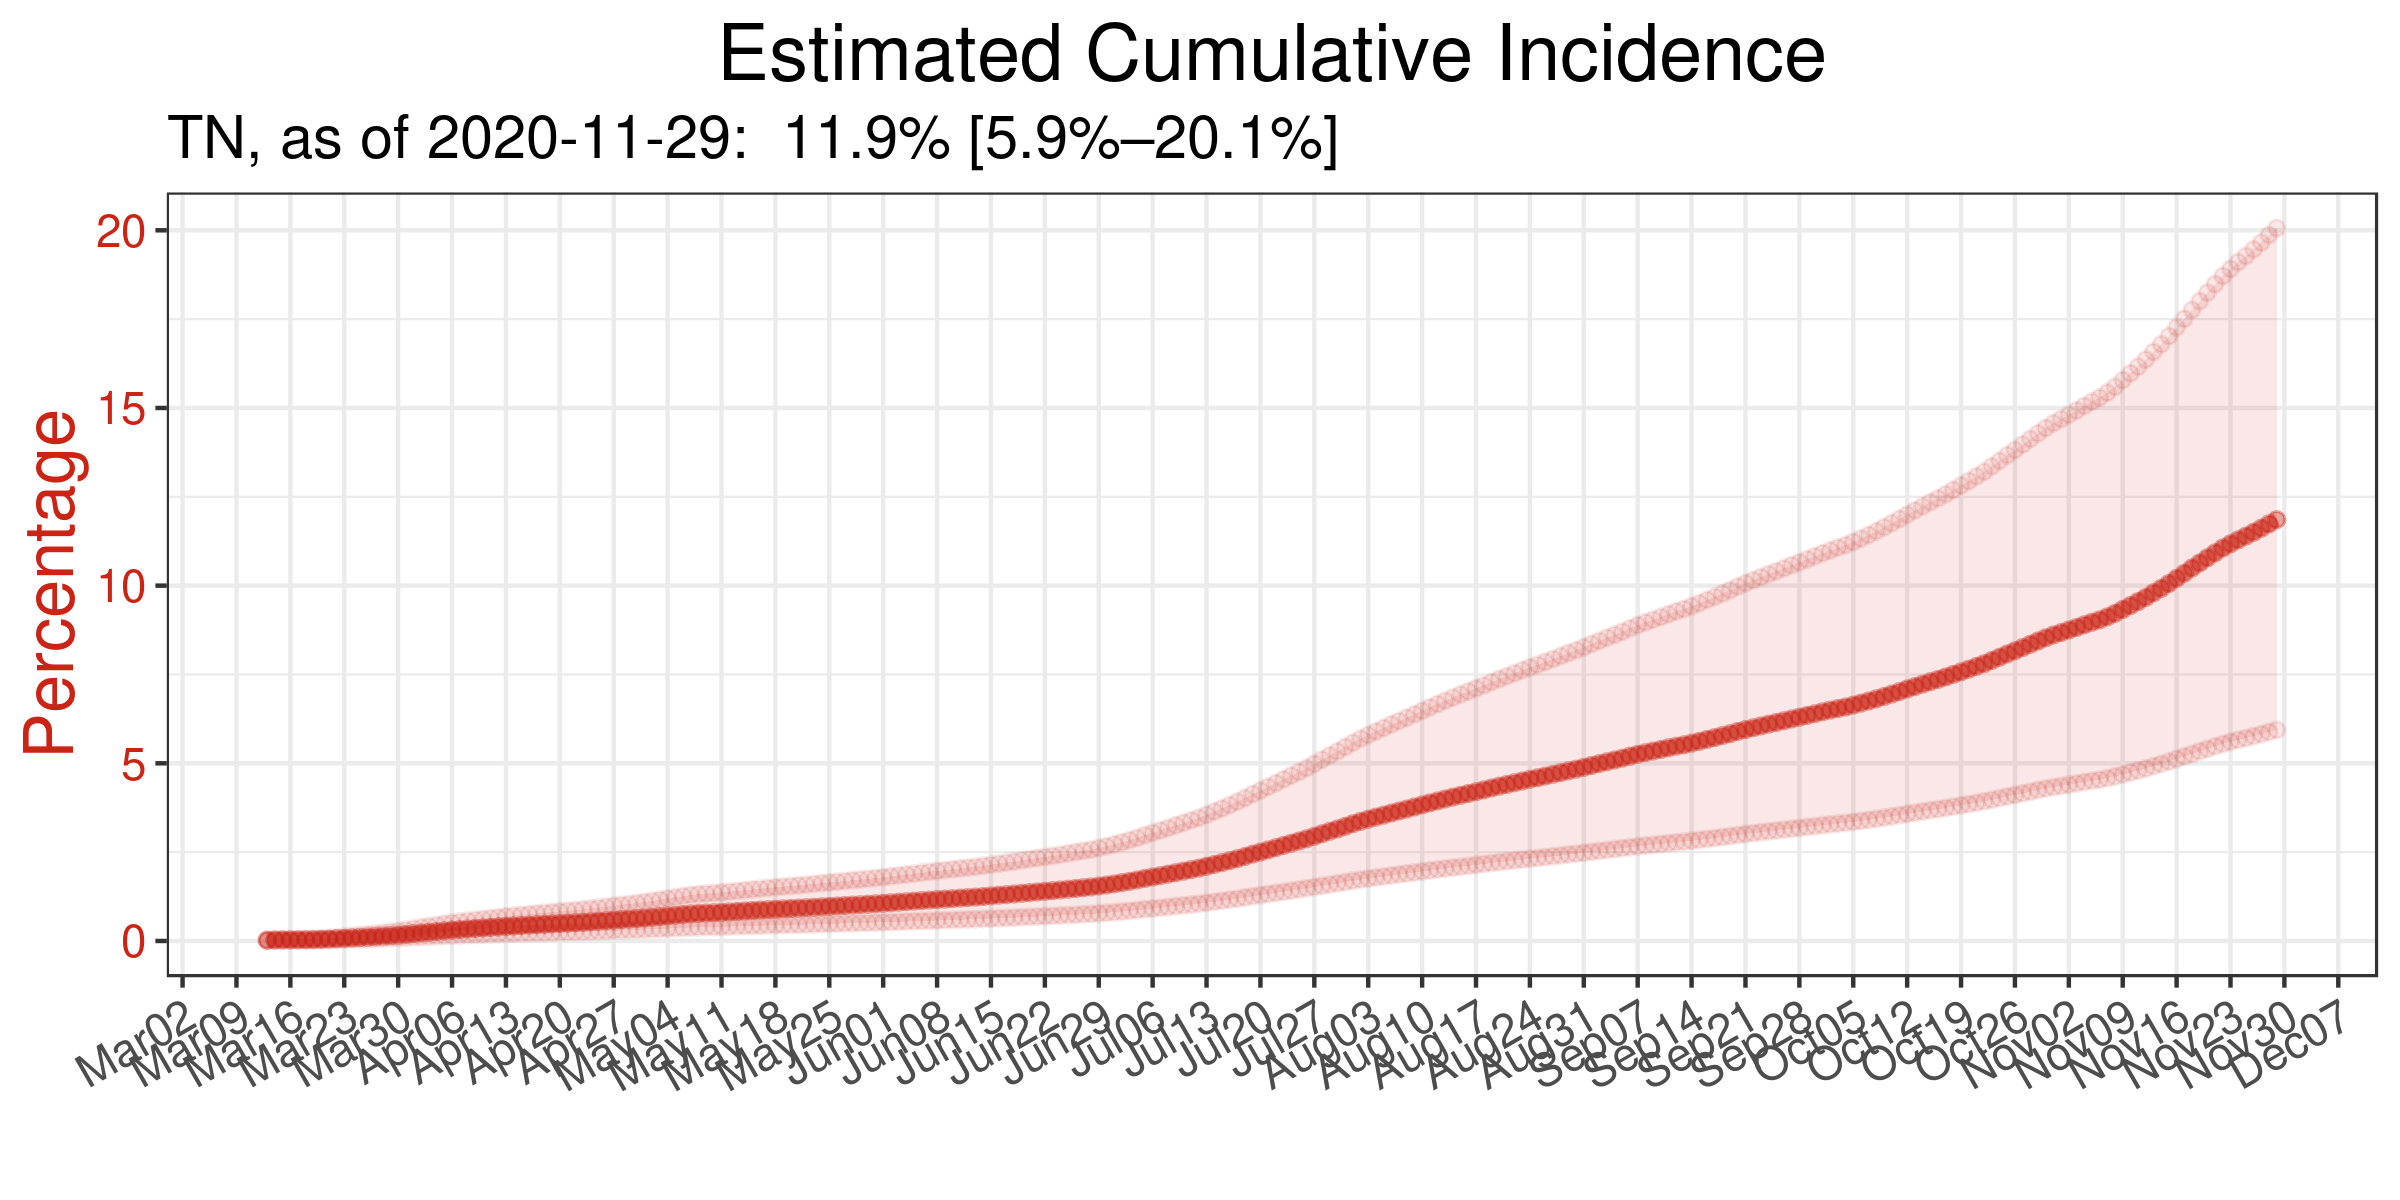 Estimated Cumulative Incidence
TN, as of 2020-11-29:  11.9% [5.9%–20.1%]
Percentage
20
15
10
5
0
Mar02
Mar09
Mar16
Mar23
Mar30
Apr06
Apr13
Apr20
Apr27
May04
May11
May18
May25
Jun01
Jun08
Jun15
Jun22
Jun29
Jul06
Jul13
Jul20
Jul27
Aug03
Aug10
Aug17
Aug24
Aug31
Sep07
Sep14
Sep21
Sep28
Oct05
Oct12
Oct19
Oct26
Nov02
Nov09
Nov16
Nov23
Nov30
Dec07